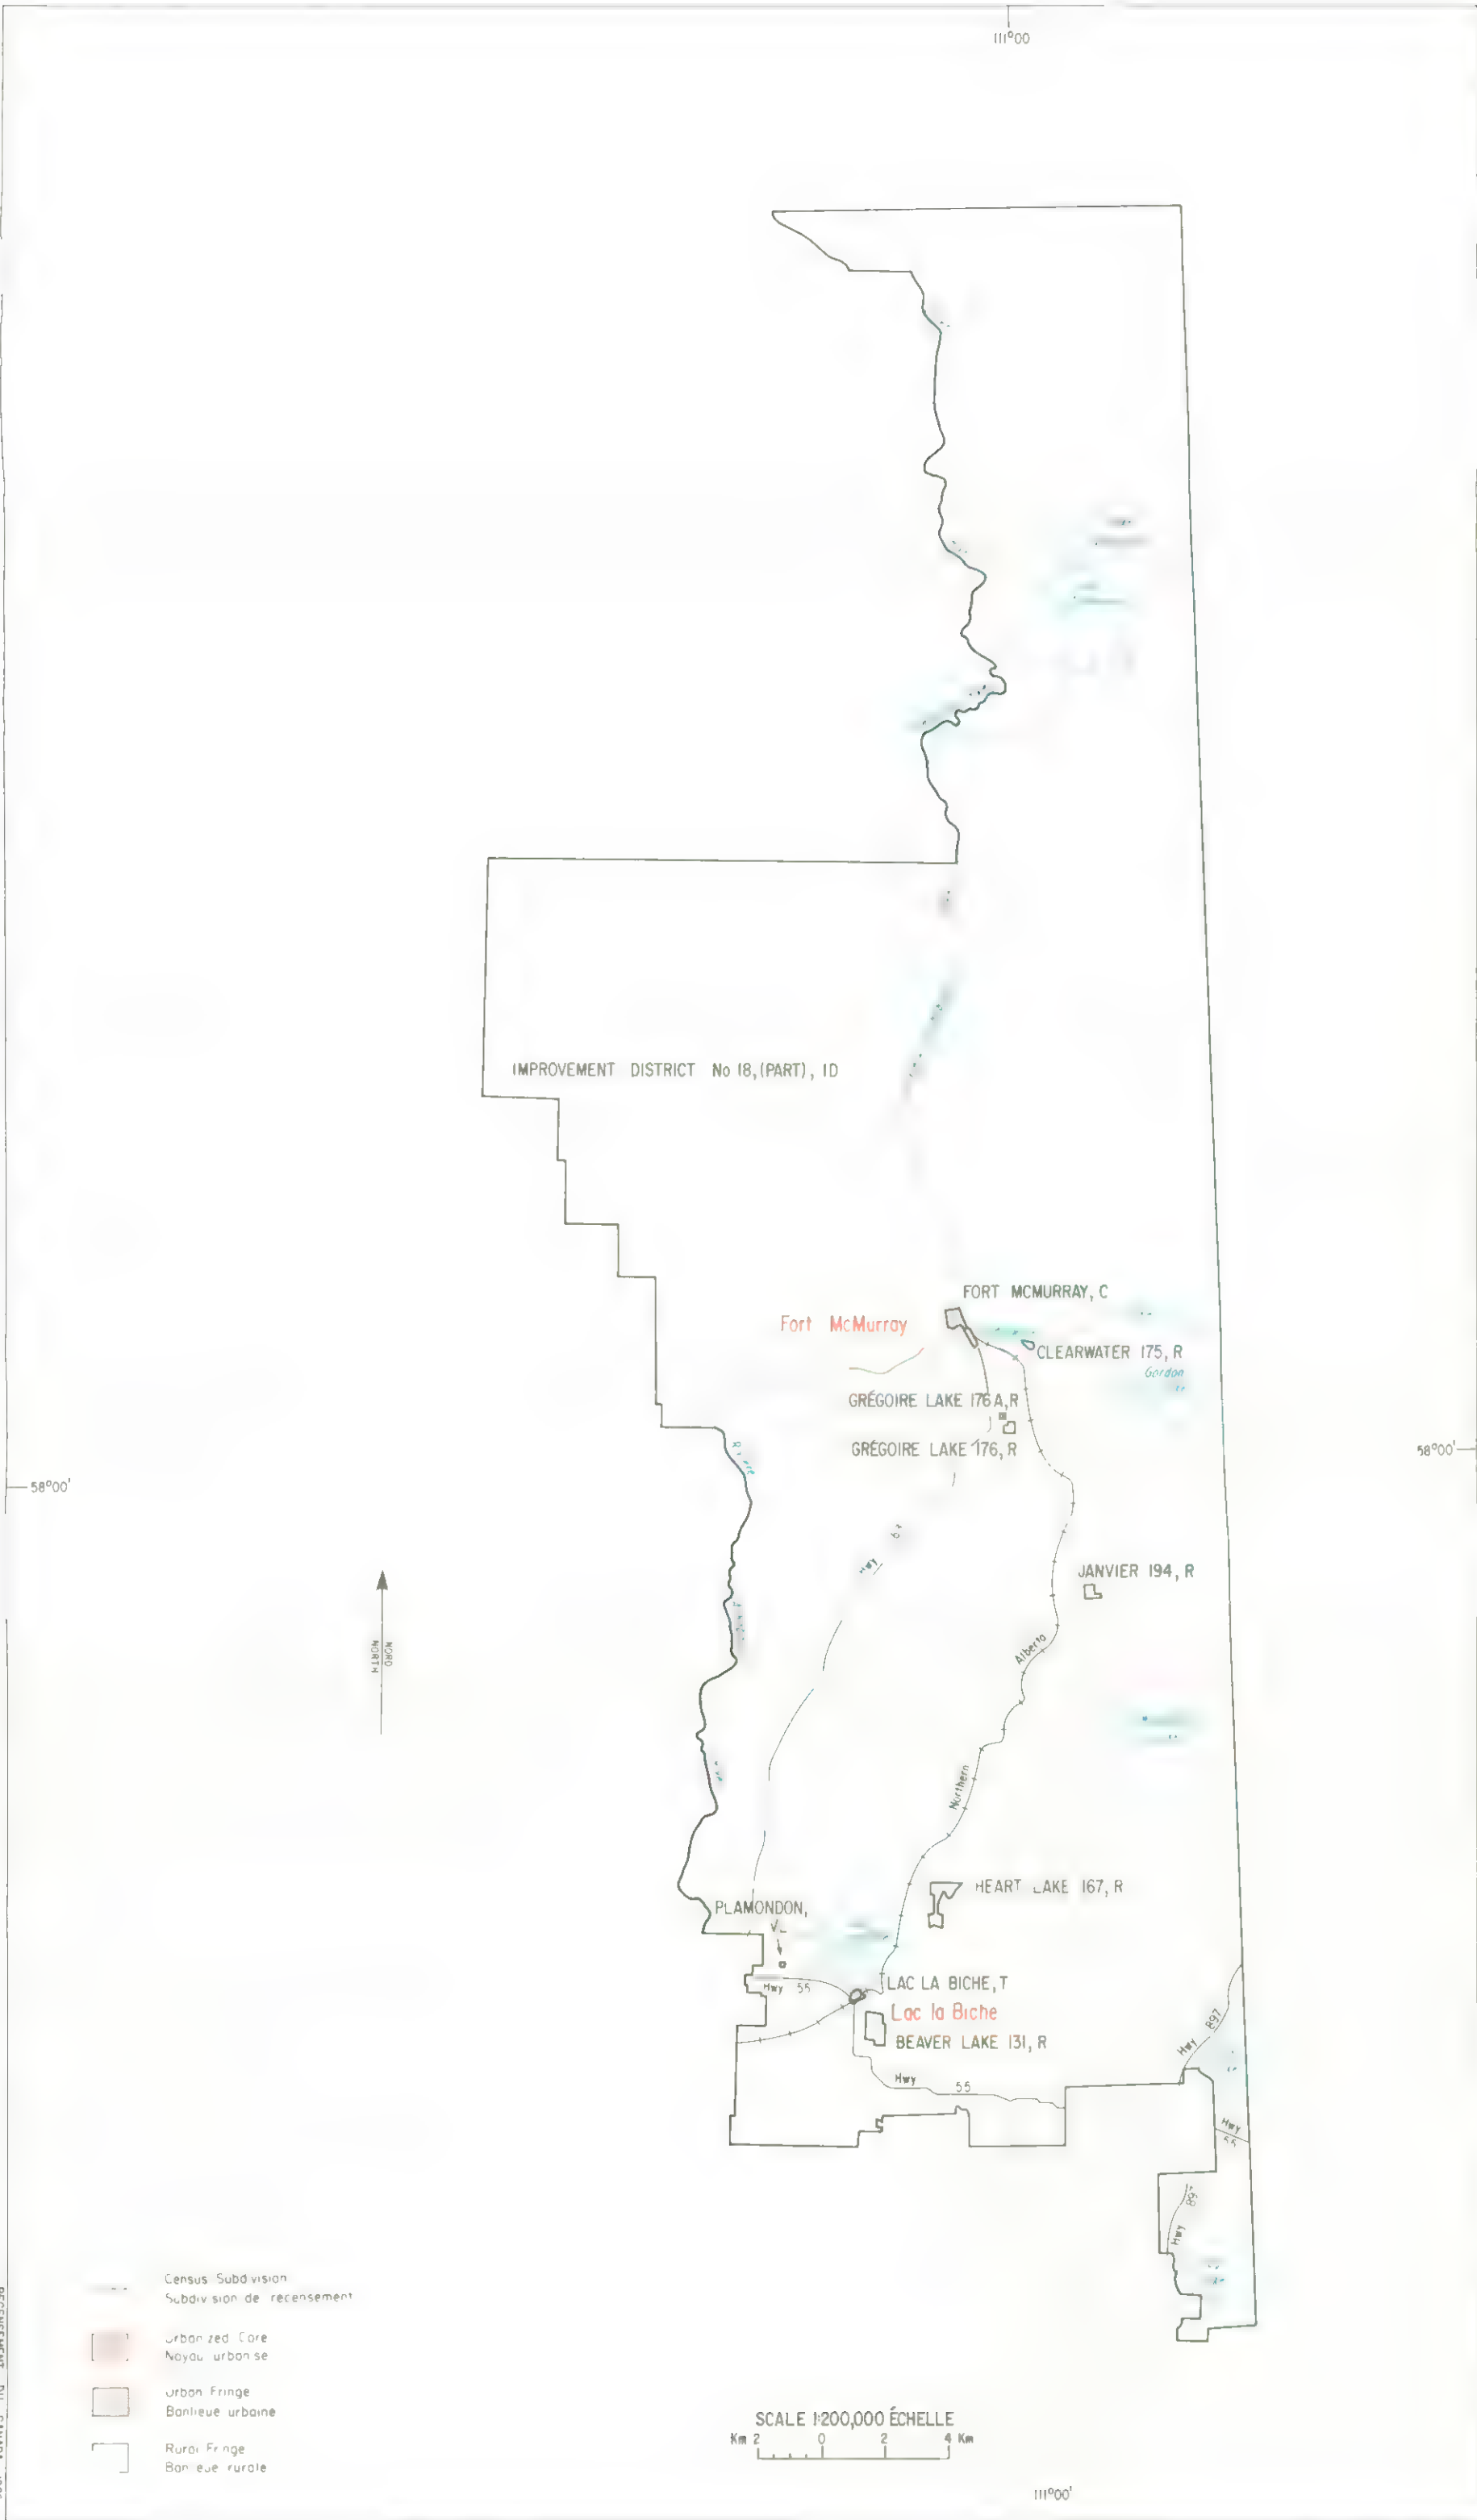 111°00
IMPROVEMENT DISTRICT No 18, (PART), ID
FORT MCMURRAY, C
Fort McMurray
CLEARWATER 175, R
Gordon
GRÉGOIRE LAKE 176A, R
GRÉGOIRE LAKE 176, R
58°00'
58°00'
Hwy
JANVIER 194, R
NORD
NORTH
Alberta
Northern
HEART LAKE 167, R
PLAMONDON,
VL
Hwy 55
LAC LA BICHE, T
Lac la Biche
BEAVER LAKE 131, R
Hwy 897
Hwy 55
Hwy
55
Hwy
Census Subdivision
Subdivision de recensement
Urbanized Core
Noyau urbanisé
Urban Fringe
Banlieue urbaine
Rural Fringe
Banlieue rurale
SCALE 1:200,000 ÉCHELLE
Km 2 0 2 4 Km
111°00'